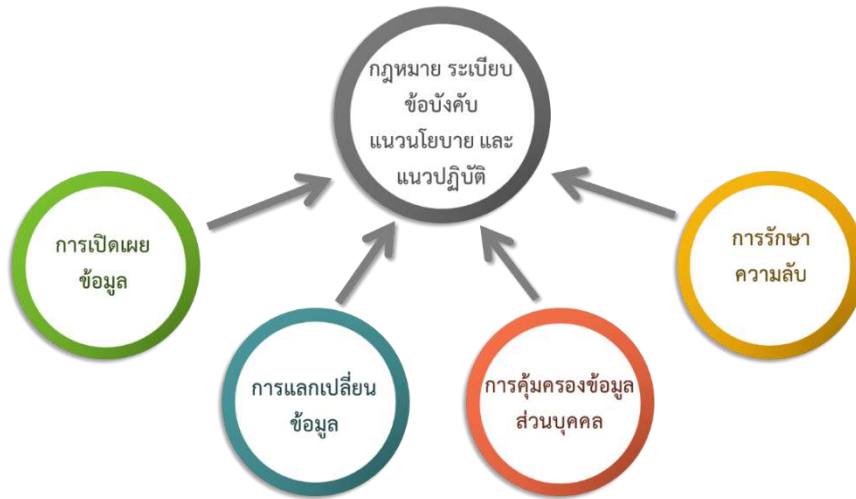 กฎหมาย ระเบียบ
ข้อบังคับ
แนวนโยบาย และ
แนวปฏิบัติ
การเปิดเผย
ข้อมูล
การแลกเปลี่ยน
ข้อมูล
การคุ้มครองข้อมูล
ส่วนบุคคล
การรักษา
ความลับ